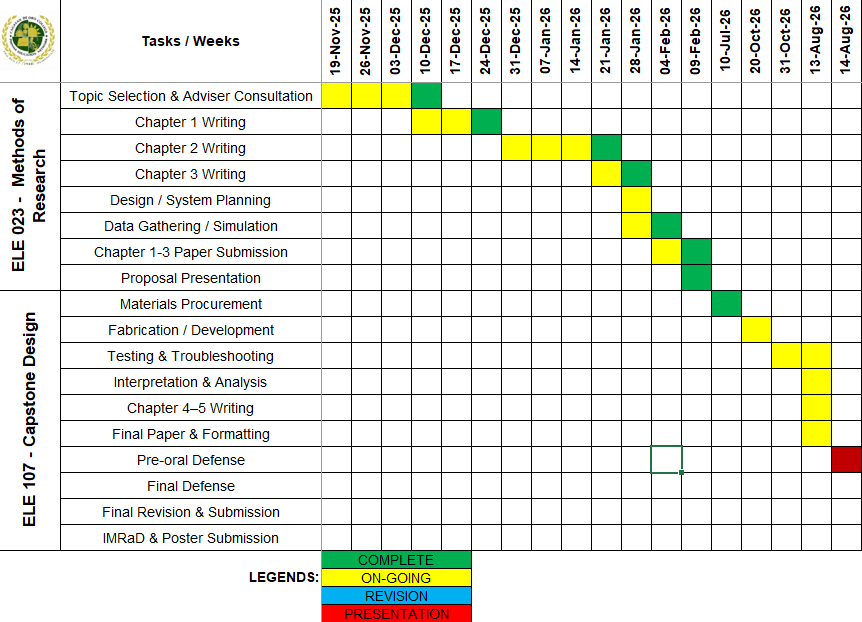 Tasks / Weeks
19-Nov-25
26-Nov-25
03-Dec-25
10-Dec-25
17-Dec-25
24-Dec-25
31-Dec-25
07-Jan-26
14-Jan-26
21-Jan-26
28-Jan-26
04-Feb-26
09-Feb-26
10-Jul-26
20-Oct-26
31-Oct-26
13-Aug-26
14-Aug-26
ELE 023 - Methods of
Research
Topic Selection & Adviser Consultation
Chapter 1 Writing
Chapter 2 Writing
Chapter 3 Writing
Design / System Planning
Data Gathering / Simulation
Chapter 1-3 Paper Submission
Proposal Presentation
ELE 107 - Capstone Design
Materials Procurement
Fabrication / Development
Testing & Troubleshooting
Interpretation & Analysis
Chapter 4–5 Writing
Final Paper & Formatting
Pre-oral Defense
Final Defense
Final Revision & Submission
IMRaD & Poster Submission
LEGENDS:
COMPLETE
ON-GOING
REVISION
PRESENTATION